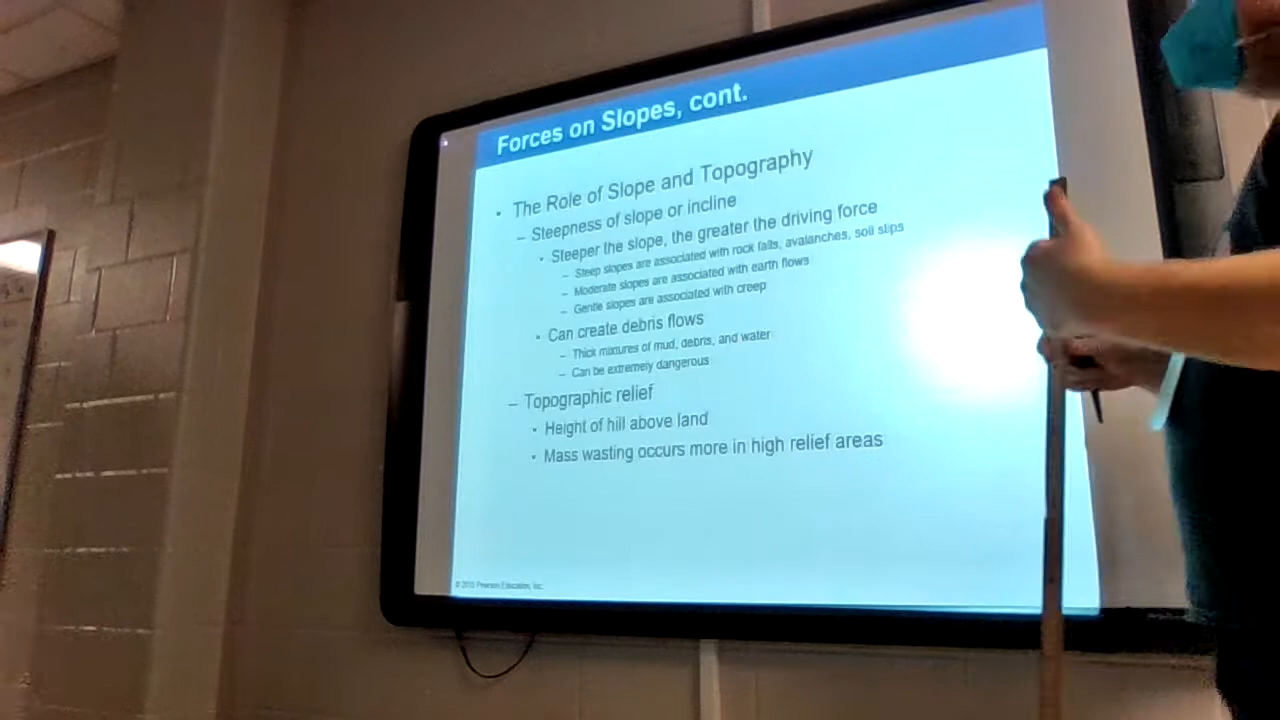 Forces on Slopes, cont.
• The Role of Slope and Topography
– Steepness of slope or incline
• Steeper the slope, the greater the driving force
– Steep slopes are associated with rock falls, avalanches, soil slips
– Moderate slopes are associated with earth flows
– Gentle slopes are associated with creep
• Can create debris flows
– Thick mixtures of mud, debris, and water
– Can be extremely dangerous
– Topographic relief
• Height of hill above land
• Mass wasting occurs more in high relief areas
Pearson Education, Inc.